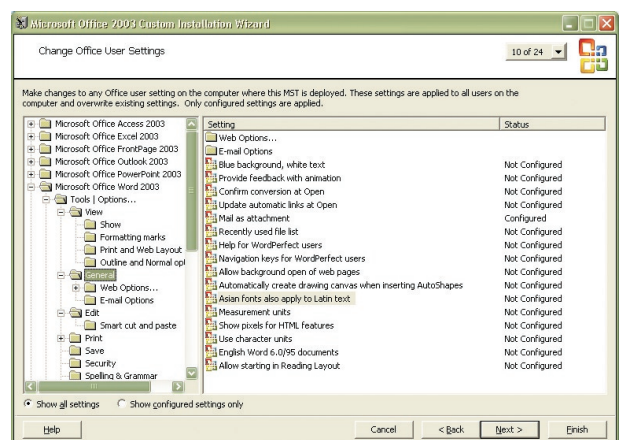 Microsoft Office 2003 Custom Installation Wizard
Change Office User Settings
10 of 24
Make changes to any Office user setting on the computer where this MST is deployed. These settings are applied to all users on the
computer and overwrite existing settings. Only configured settings are applied.
Microsoft Office Access 2003
Microsoft Office Excel 2003
Microsoft Office FrontPage 2003
Microsoft Office Outlook 2003
Microsoft Office PowerPoint 2003
Microsoft Office Word 2003
Tools | Options...
View
Show
Formatting marks
Print and Web Layout
Outline and Normal opt
General
Web Options...
E-mail Options
Edit
Smart cut and paste
Print
Save
Security
Spelling & Grammar
Setting Status
Web Options...
E-mail Options
Blue background, white text Not Configured
Provide feedback with animation Not Configured
Confirm conversion at Open Not Configured
Update automatic links at Open Not Configured
Mail as attachment Configured
Recently used file list Not Configured
Help for WordPerfect users Not Configured
Navigation keys for WordPerfect users Not Configured
Allow background open of web pages Not Configured
Automatically create drawing canvas when inserting AutoShapes Not Configured
Asian fonts also apply to Latin text Not Configured
Measurement units Not Configured
Show pixels for HTML features Not Configured
Use character units Not Configured
English Word 6.0/95 documents Not Configured
Allow starting in Reading Layout Not Configured
Show all settings Show configured settings only
Help Cancel < Back Next > Finish